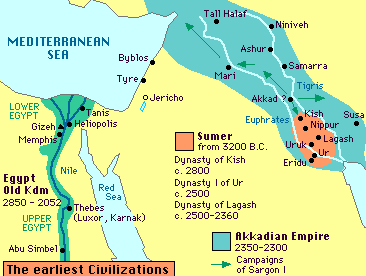 Tall Halaf
Niniveh
MEDITERRANEAN
SEA
Ashur
Byblos
Mari
Samarra
Tyre
Tigris
Jericho
Akkad ?
LOWER
EGYPT
Tanis
Heliopolis
Gizeh
Memphis
Euphrates
Kish
Nippur
Susa
Lagash
Uruk
Ur
Eridu
Sumer
from 3200 B.C.
Dynasty of Kish
c. 2800
Dynasty I of Ur
c. 2500
Dynasty of Lagash
c. 2500-2360
Egypt
Old Kdm
2850 - 2052
Nile
Red
Sea
UPPER
EGYPT
Thebes
(Luxor, Karnak)
Abu Simbel
Akkadian Empire
2350-2300
Campaigns
of Sargon I
The earliest Civilizations